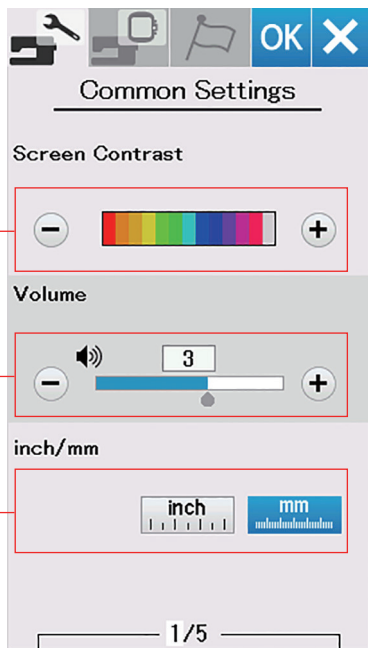 OK
Common Settings
Screen Contrast
Volume
3
inch/mm
inch
mm
1/5